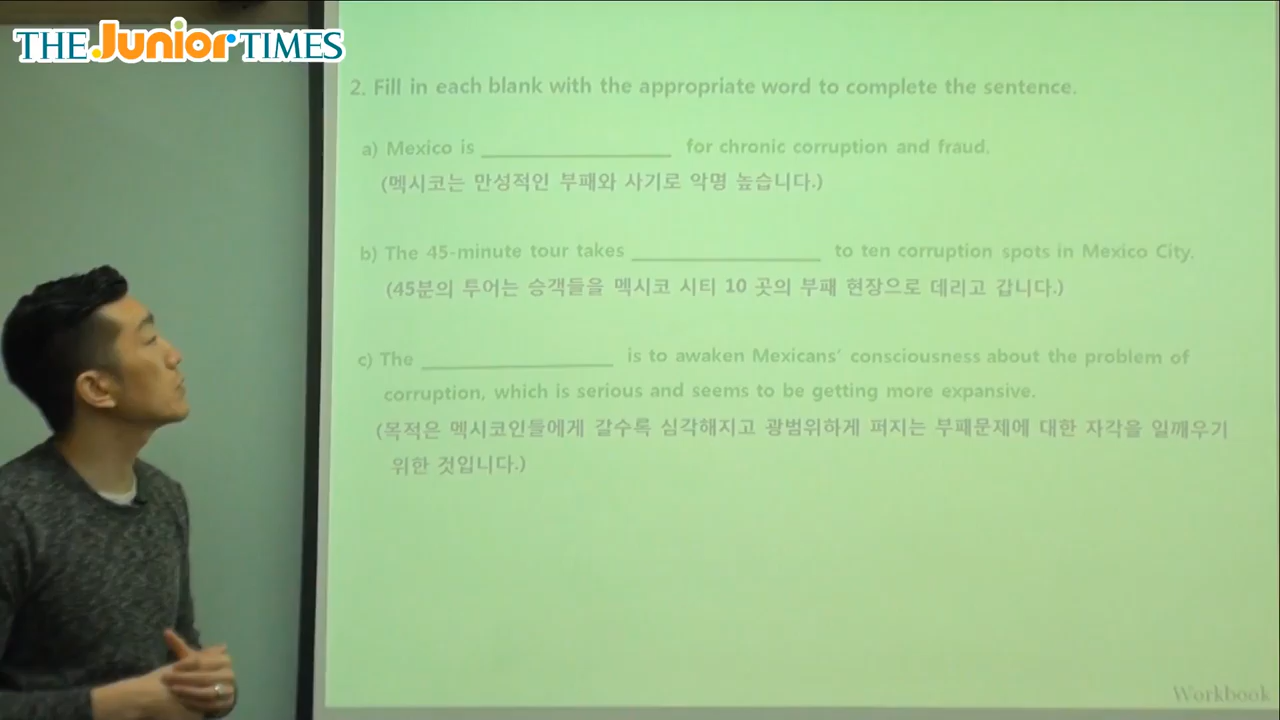 THE Junior TIMES
2. Fill in each blank with the appropriate word to complete the sentence.
a) Mexico is ______________ for chronic corruption and fraud.
(멕시코는 만성적인 부패와 사기로 악명 높습니다.)
b) The 45-minute tour takes ______________ to ten corruption spots in Mexico City.
(45분의 투어는 승객들을 멕시코 시티 10 곳의 부패 현장으로 데리고 갑니다.)
c) The ______________ is to awaken Mexicans' consciousness about the problem of
corruption, which is serious and seems to be getting more expansive.
(목적은 멕시코인들에게 갈수록 심각해지고 광범위하게 퍼지는 부패문제에 대한 자각을 일깨우기
위한 것입니다.)
Workbook